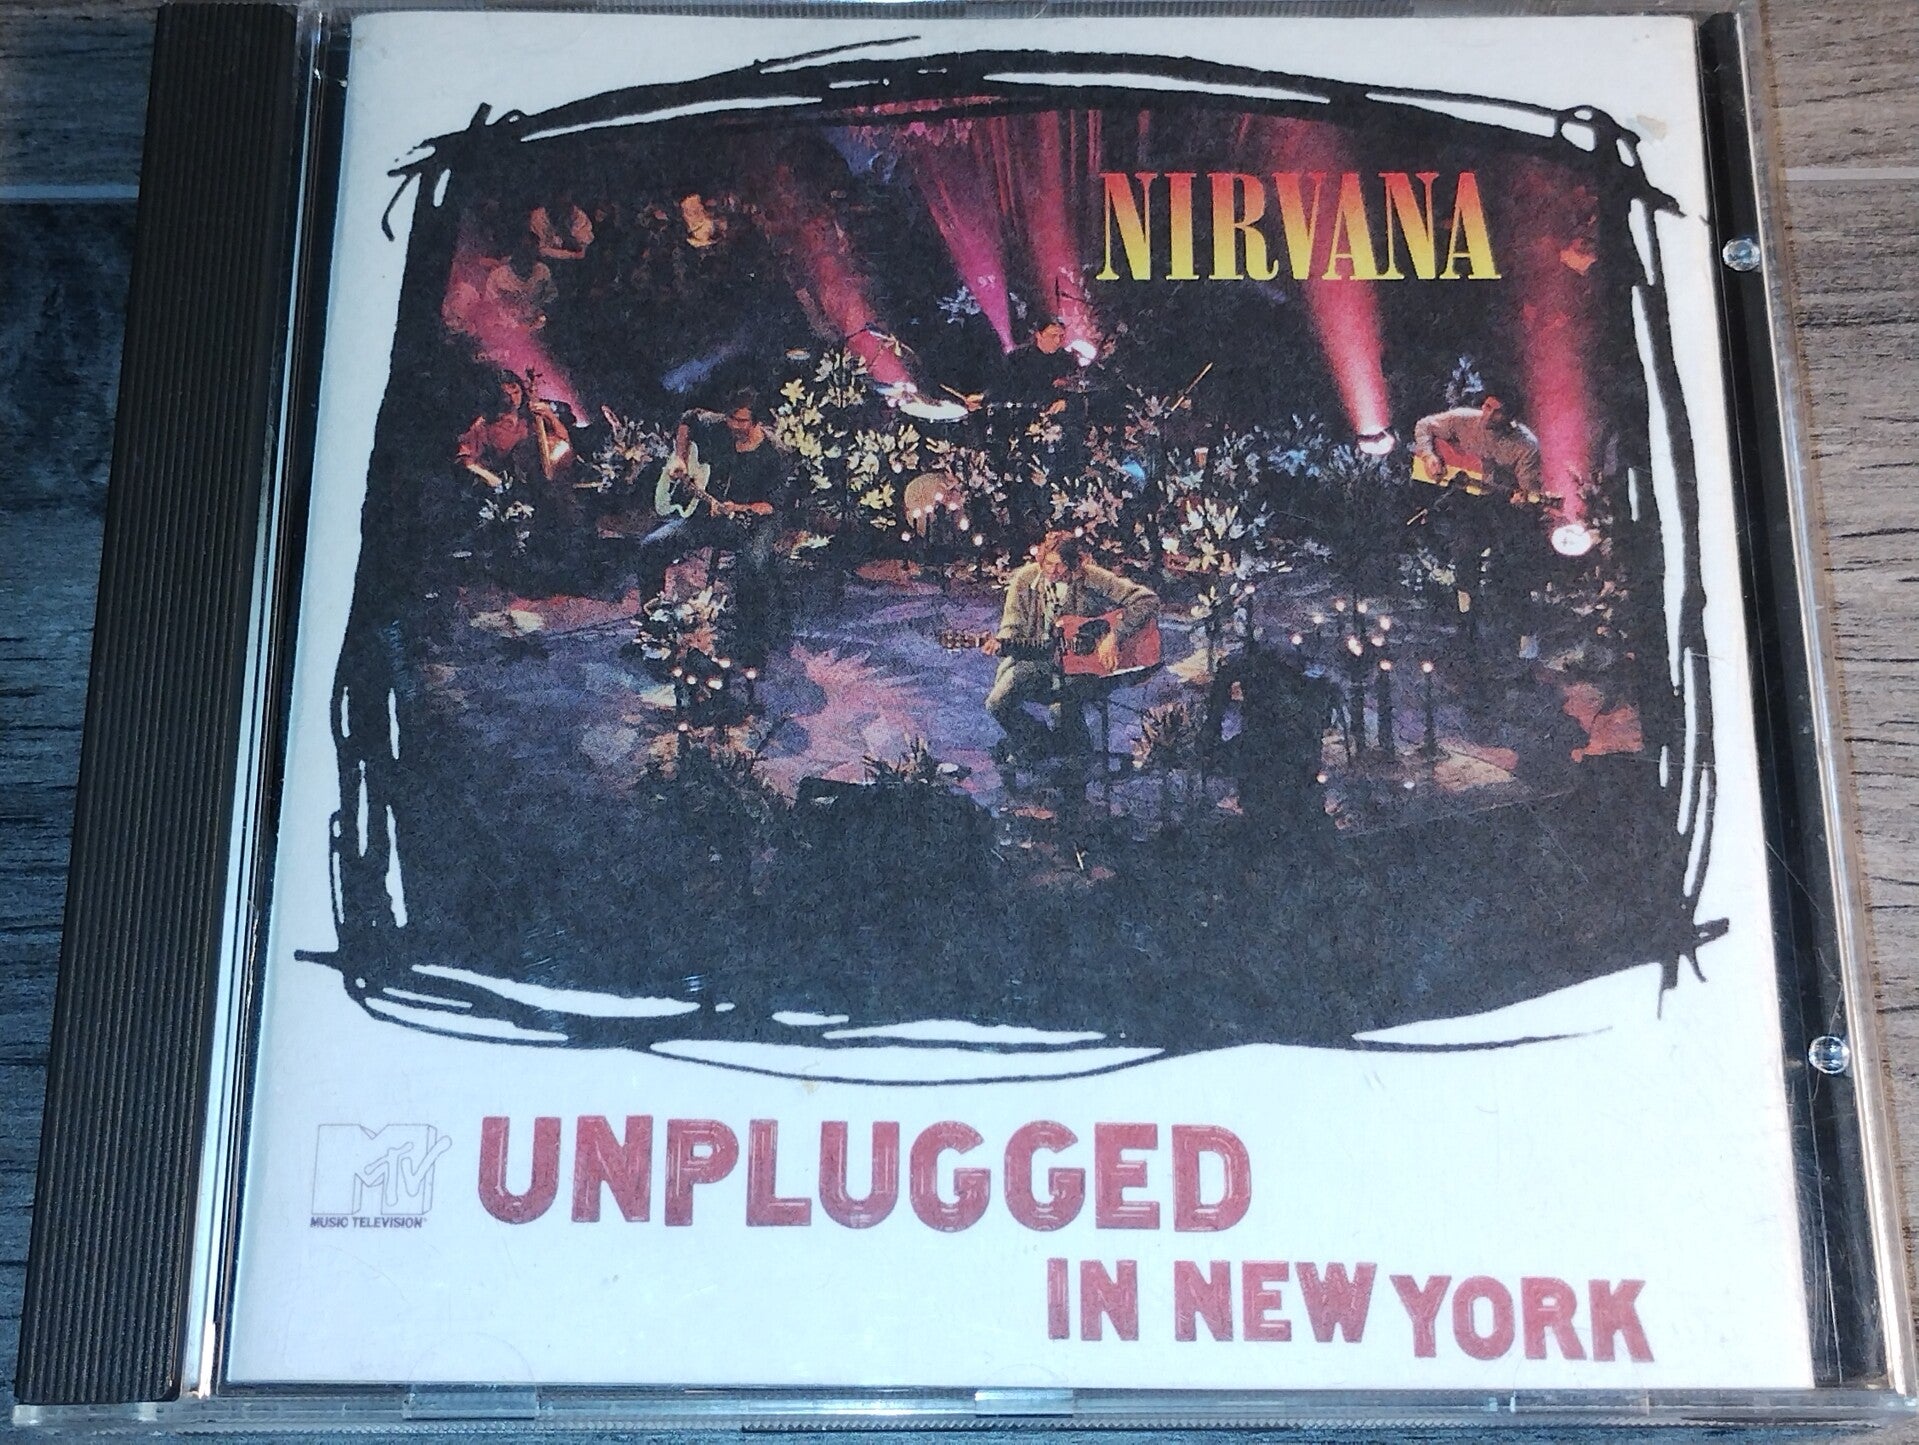 NIRVANA
MTV
MUSIC TELEVISION®
UNPLUGGED
IN NEW YORK